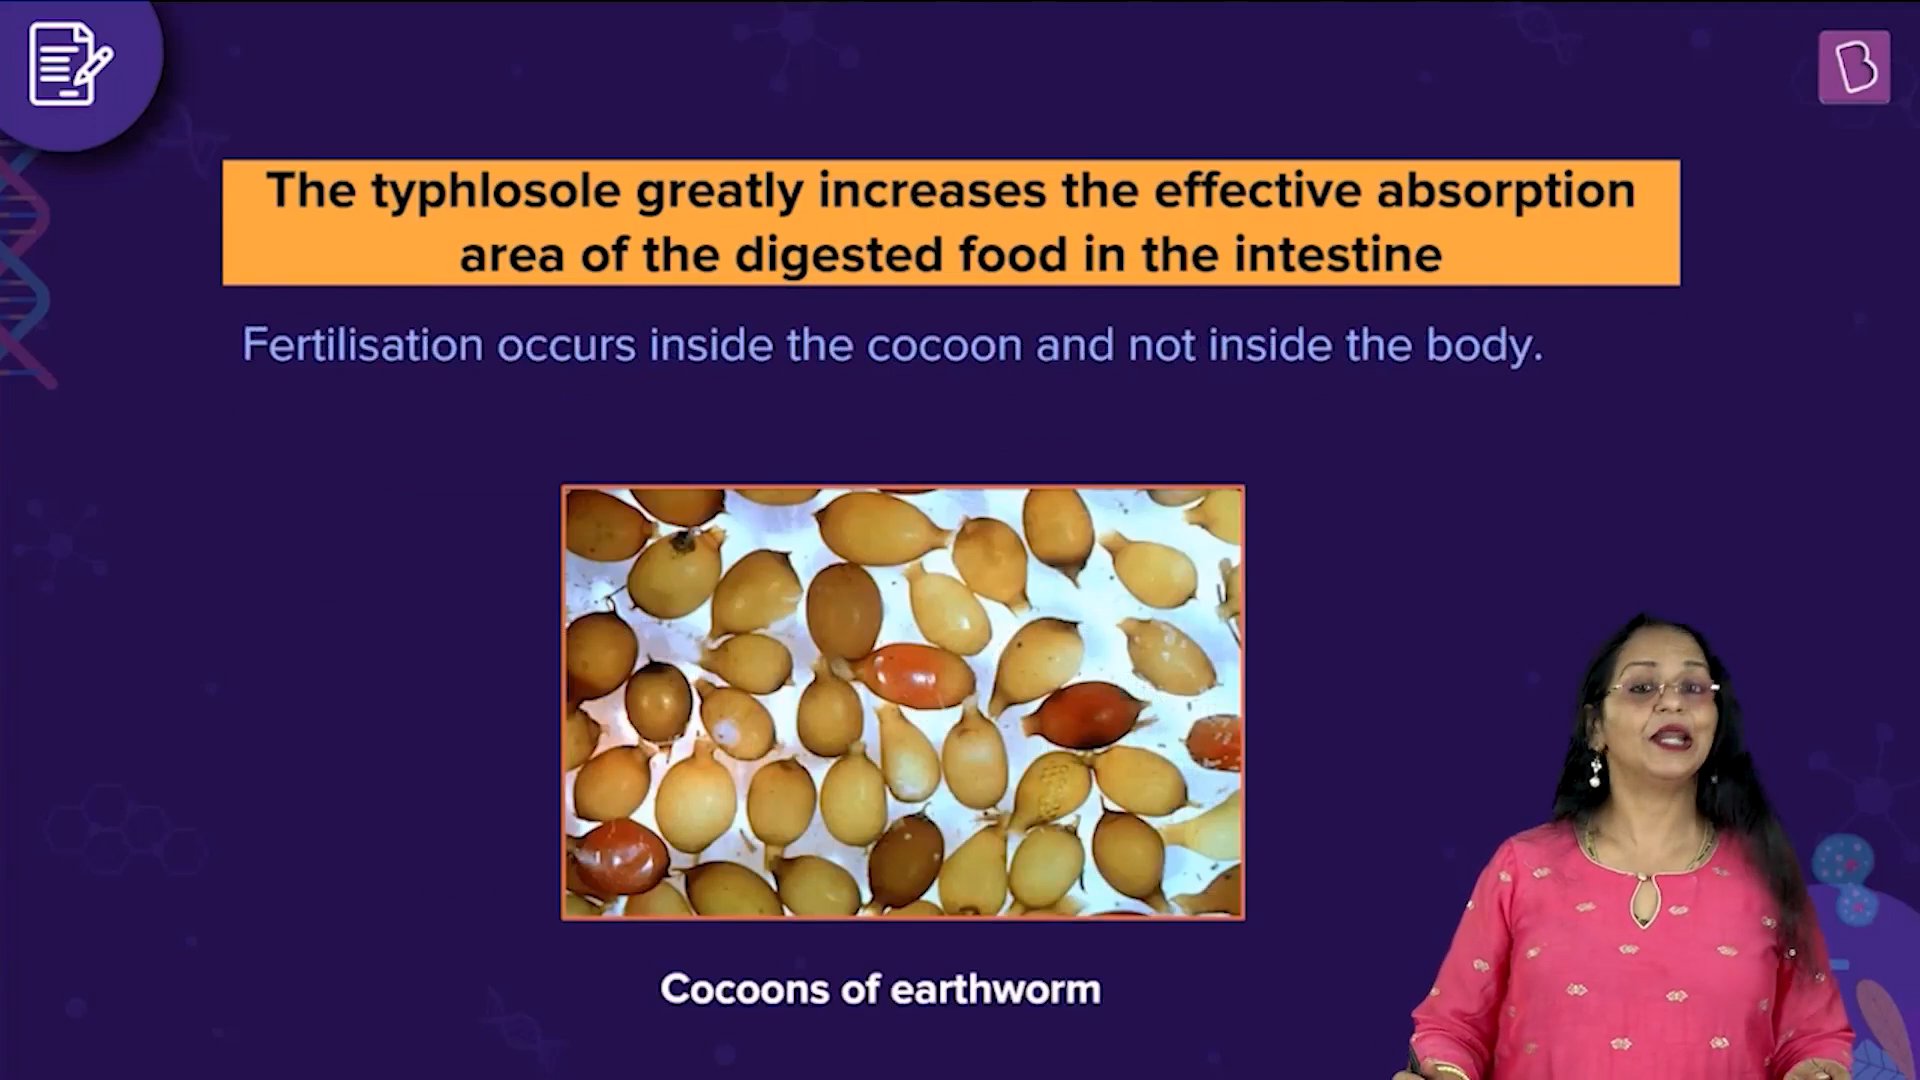 B
The typhlosole greatly increases the effective absorption
area of the digested food in the intestine
Fertilisation occurs inside the cocoon and not inside the body.
Cocoons of earthworm